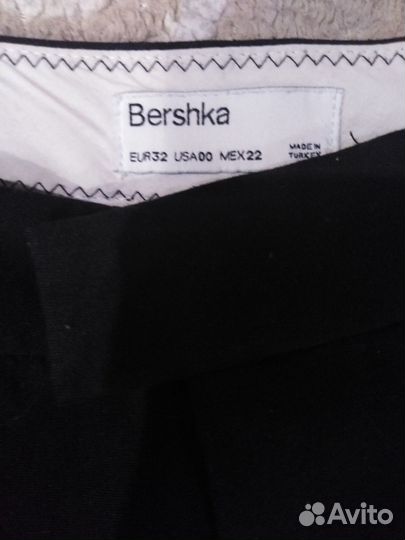 Bershka
EUR32 USA00 MEX22
MADE IN
TURKEY
Avito